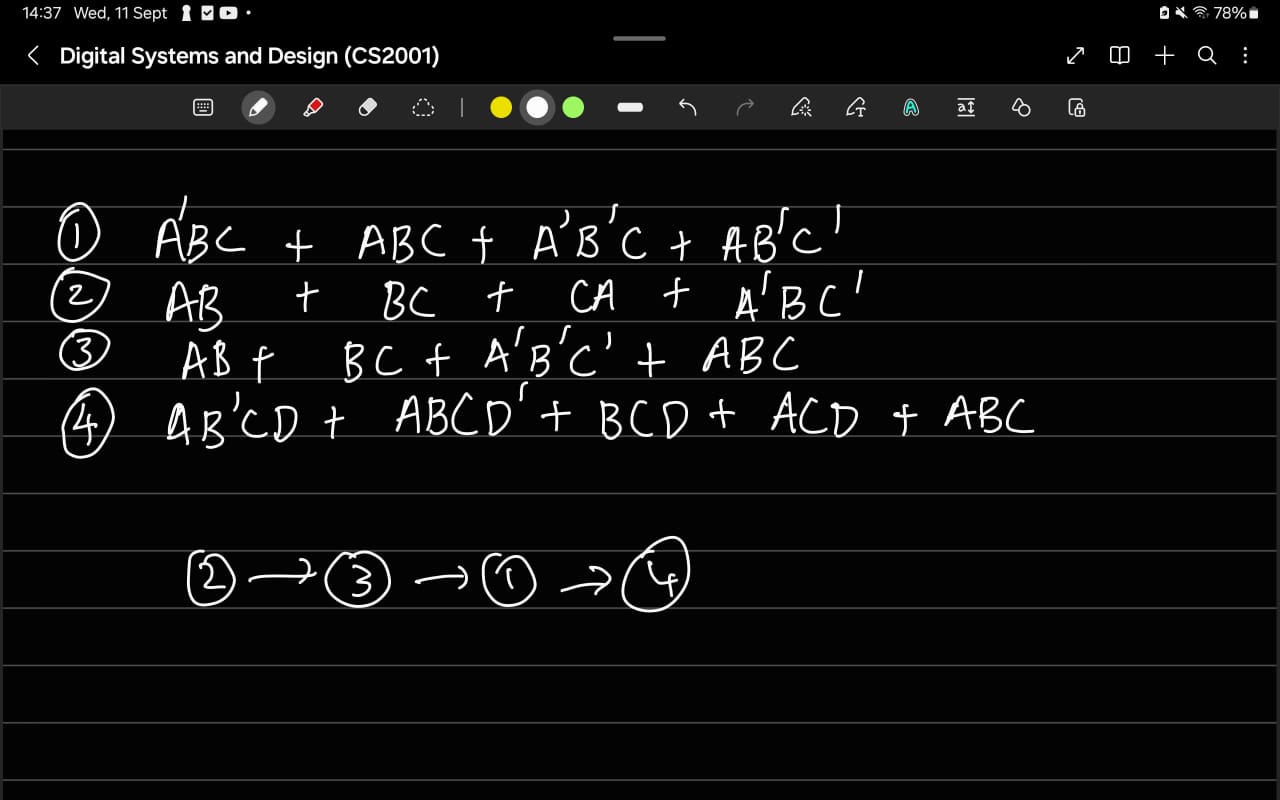 14:37 Wed, 11 Sept 78%
Digital Systems and Design (CS2001)
① A'BC + ABC + A'B'C + AB'C'
② AB + BC + CA + A'BC'
③ AB + BC + A'B'C' + ABC
④ AB'CD + ABCD' + BCD + ACD + ABC
② → ③ → ① → ④